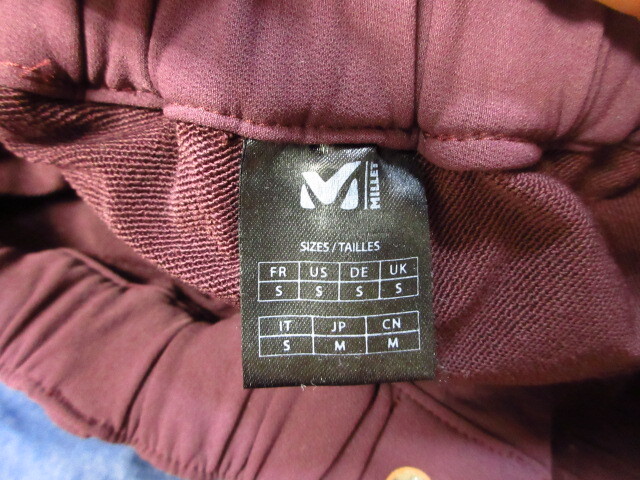 M MILLET
SIZES / TAILLES
FR US DE UK
S S S S
IT JP CN
S M M